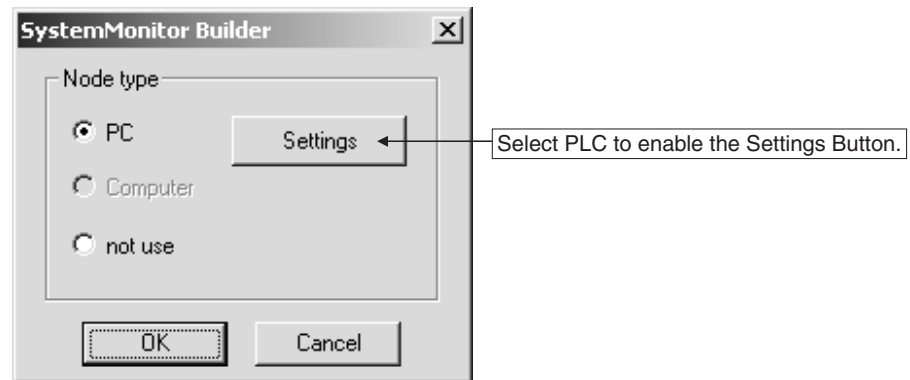 SystemMonitor Builder
Node type
PC
Settings
Select PLC to enable the Settings Button.
Computer
not use
OK
Cancel